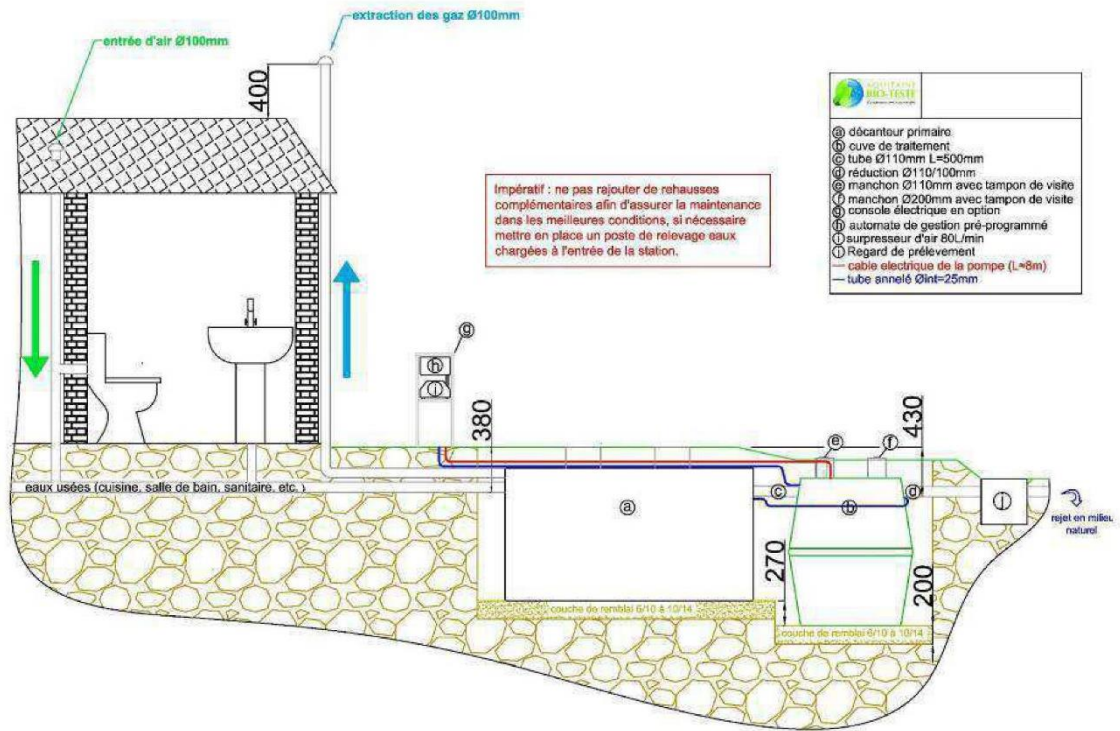 extraction des gaz Ø100mm
entrée d'air Ø100mm
400
AQUITAINE
BIO-TESTE
ⓐ décanteur primaire
ⓑ cuve de traitement
ⓒ tube Ø110mm L=500mm
ⓓ réduction Ø110/100mm
ⓔ manchon Ø110mm avec tampon de visite
ⓕ manchon Ø200mm avec tampon de visite
ⓖ console électrique en option
ⓗ automate de gestion pré-programmé
ⓘ surpresseur d'air 80L/min
ⓙ Regard de prélevement
cable electrique de la pompe (L≈8m)
tube annelé Øint=25mm
Impératif : ne pas rajouter de rehausses
complémentaires afin d'assurer la maintenance
dans les meilleures conditions, si nécessaire
mettre en place un poste de relevage eaux
chargées à l'entrée de la station.
ⓖ
ⓗ
ⓘ
380
430
ⓔ
ⓕ
eaux usées (cuisine, salle de bain, sanitaire, etc.)
ⓐ
ⓒ
ⓑ
ⓓ
ⓙ
rejet en milieu
naturel
270
200
couche de remblai 6/10 à 10/14
couche de remblai 6/10 à 10/14